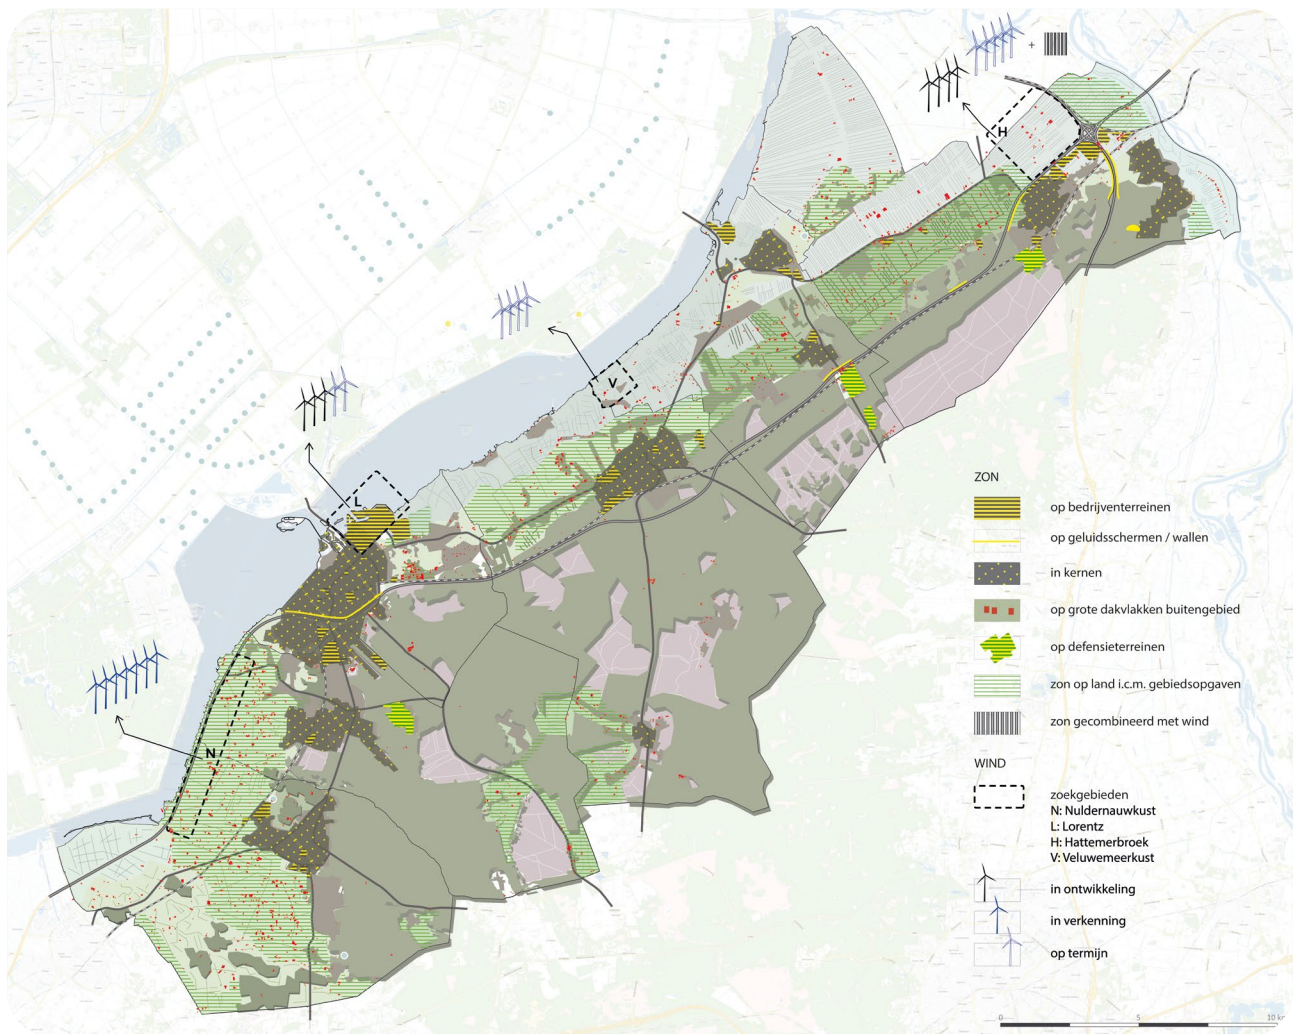 +
H
V
L
N
ZON
op bedrijventerreinen
op geluidsschermen / wallen
in kernen
op grote dakvlakken buitengebied
op defensieterreinen
zon op land i.c.m. gebiedsopgaven
zon gecombineerd met wind
WIND
zoekgebieden
N: Nuldernauwkust
L: Lorentz
H: Hattemerbroek
V: Veluwemeerkust
in ontwikkeling
in verkenning
op termijn
0 5 10